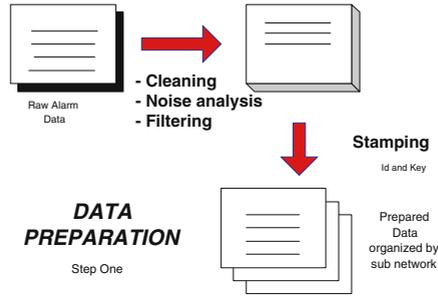 Raw Alarm
Data
- Cleaning
- Noise analysis
- Filtering
Stamping
Id and Key
DATA
PREPARATION
Step One
Prepared
Data
organized by
sub network